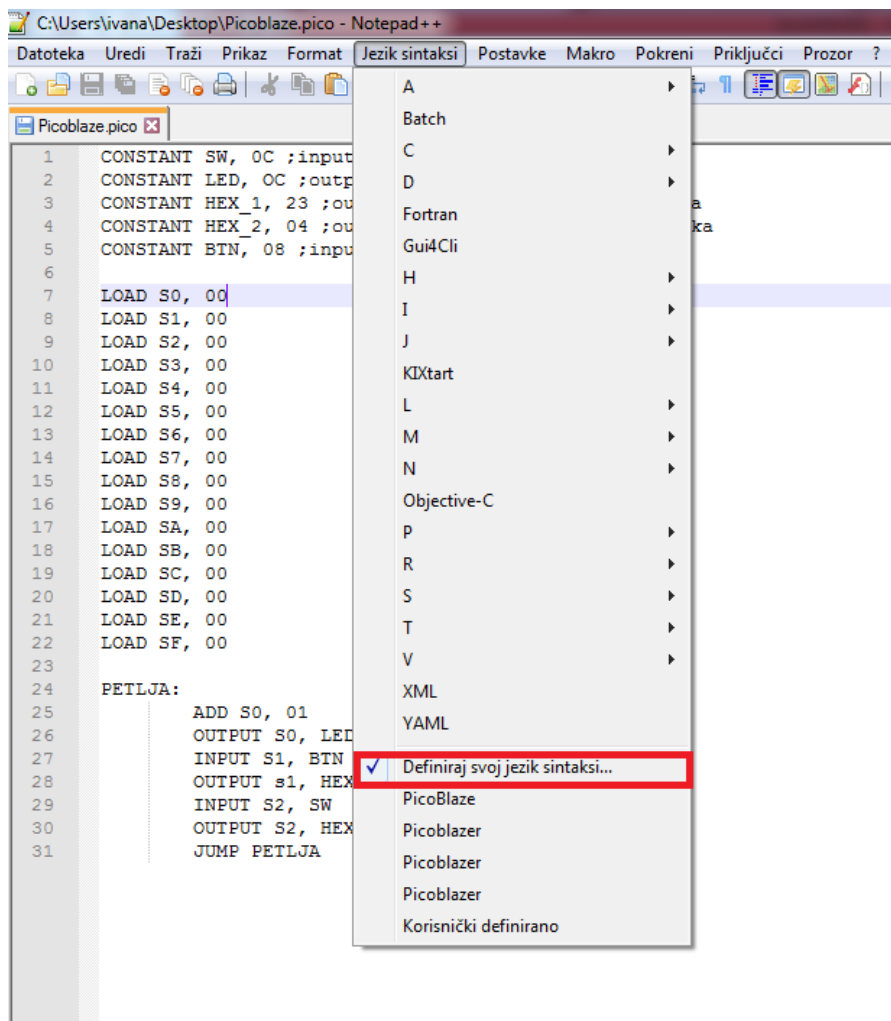 C:\Users\ivana\Desktop\Picoblaze.pico - Notepad++
Datoteka Uredi Traži Prikaz Format Jezik sintaksi Postavke Makro Pokreni Priključci Prozor ?
Picoblaze.pico
1 CONSTANT SW, 0C ;input
2 CONSTANT LED, OC ;outp
3 CONSTANT HEX_1, 23 ;ou a
4 CONSTANT HEX_2, 04 ;ou ka
5 CONSTANT BTN, 08 ;inpu
6
7 LOAD S0, 00
8 LOAD S1, 00
9 LOAD S2, 00
10 LOAD S3, 00
11 LOAD S4, 00
12 LOAD S5, 00
13 LOAD S6, 00
14 LOAD S7, 00
15 LOAD S8, 00
16 LOAD S9, 00
17 LOAD SA, 00
18 LOAD SB, 00
19 LOAD SC, 00
20 LOAD SD, 00
21 LOAD SE, 00
22 LOAD SF, 00
23
24 PETLJA:
25 ADD S0, 01
26 OUTPUT S0, LED
27 INPUT S1, BTN
28 OUTPUT s1, HEX
29 INPUT S2, SW
30 OUTPUT S2, HEX
31 JUMP PETLJA
A
Batch
C
D
Fortran
Gui4Cli
H
I
J
KIXtart
L
M
N
Objective-C
P
R
S
T
V
XML
YAML
Definiraj svoj jezik sintaksi...
PicoBlaze
Picoblazer
Picoblazer
Picoblazer
Korisnički definirano